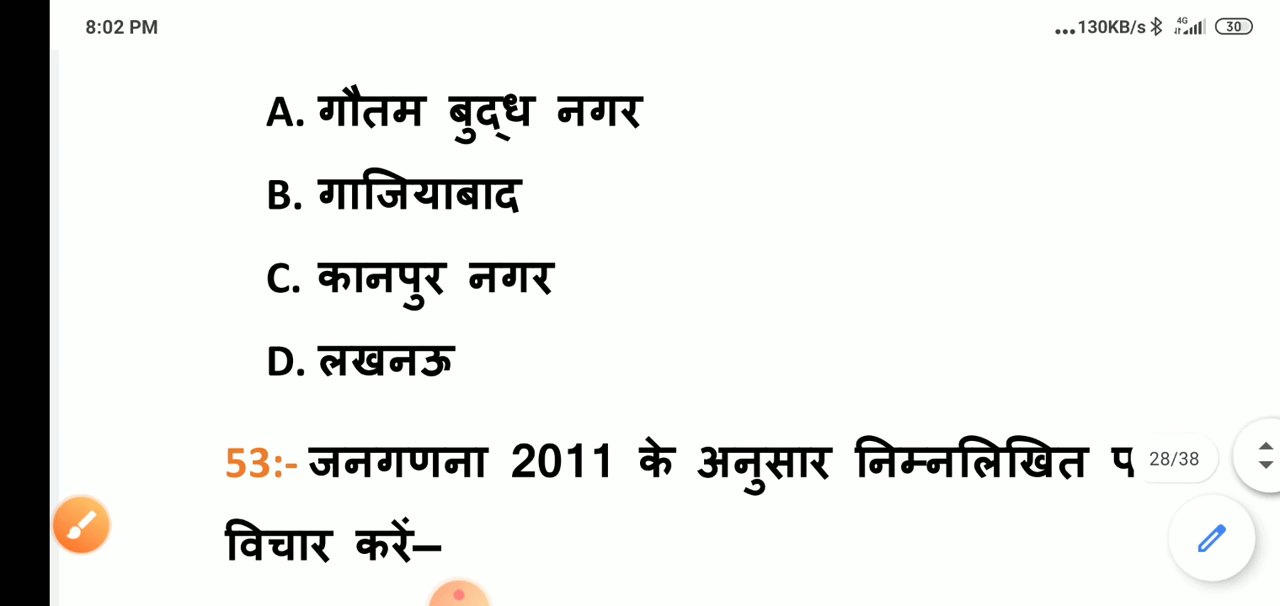 8:02 PM
...130KB/s 4G 30
A. गौतम बुद्ध नगर
B. गाजियाबाद
C. कानपुर नगर
D. लखनऊ
53:- जनगणना 2011 के अनुसार निम्नलिखित प
28/38
विचार करें–